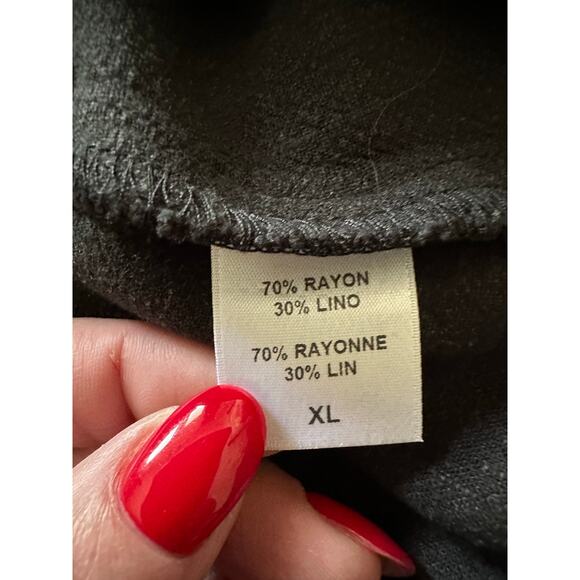 70% RAYON
30% LINO
70% RAYONNE
30% LIN
XL